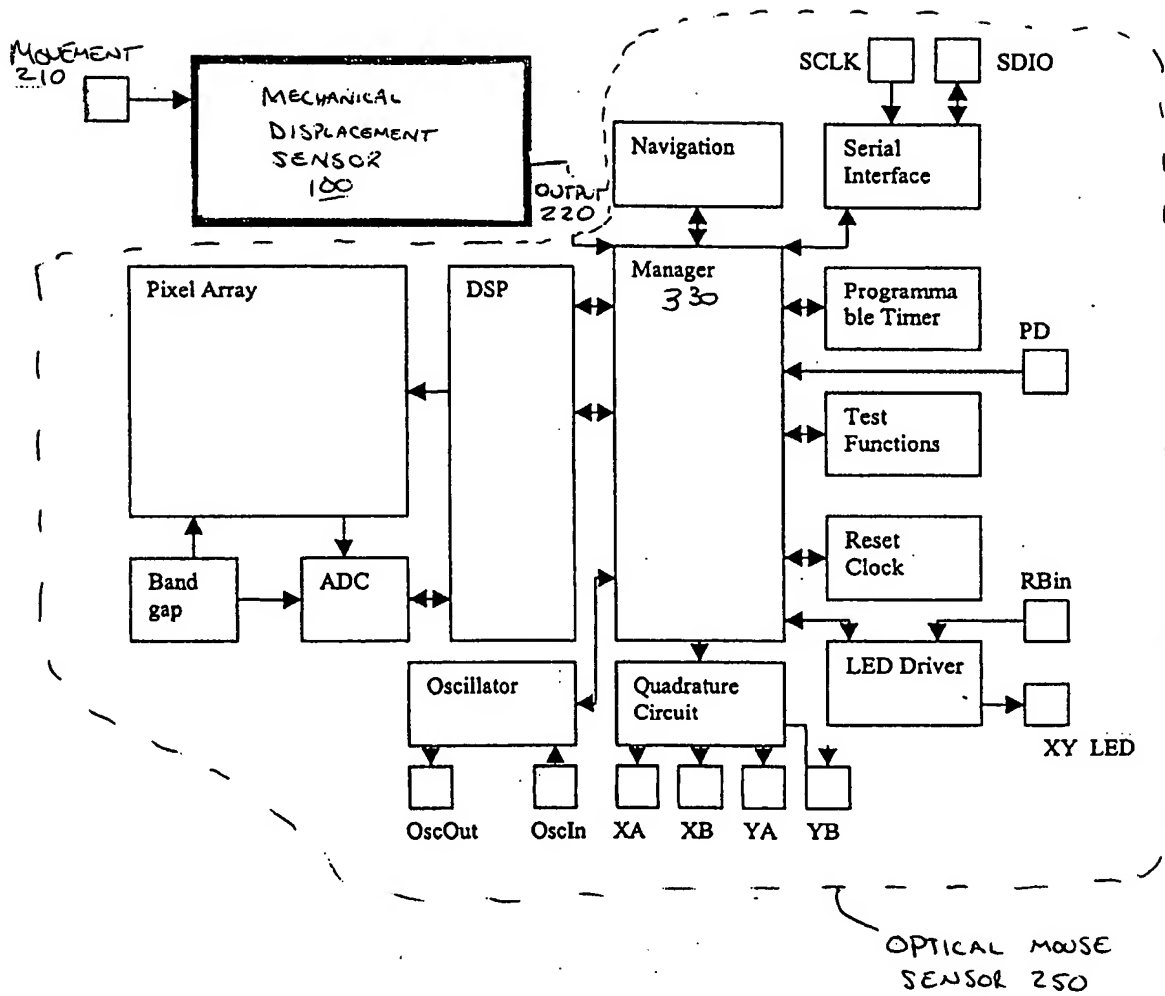 MOVEMENT
210
MECHANICAL
DISPLACEMENT
SENSOR
100
OUTPUT
220
SCLK
SDIO
Navigation
Serial
Interface
Pixel Array
DSP
Manager
330
Programma
ble Timer
PD
Test
Functions
Band
gap
ADC
Reset
Clock
RBin
Oscillator
Quadrature
Circuit
LED Driver
XY LED
OscOut
OscIn
XA
XB
YA
YB
OPTICAL MOUSE
SENSOR 250